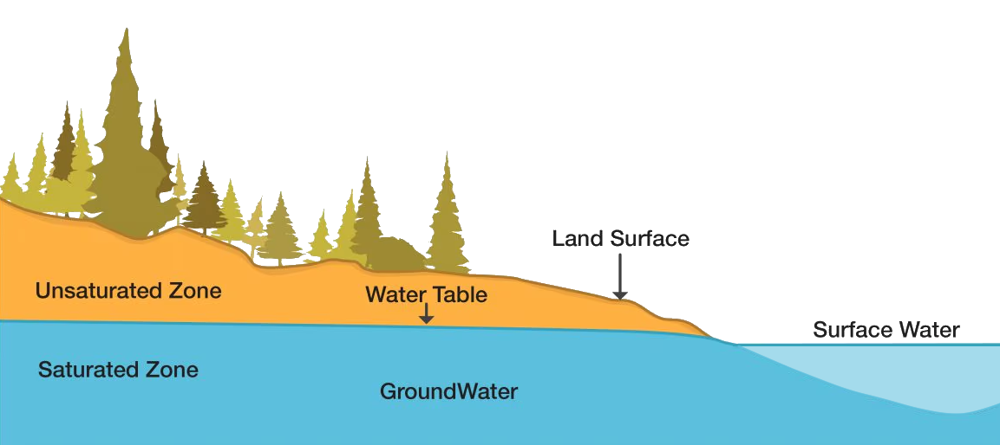 Land Surface
Unsaturated Zone
Water Table
Surface Water
Saturated Zone
GroundWater